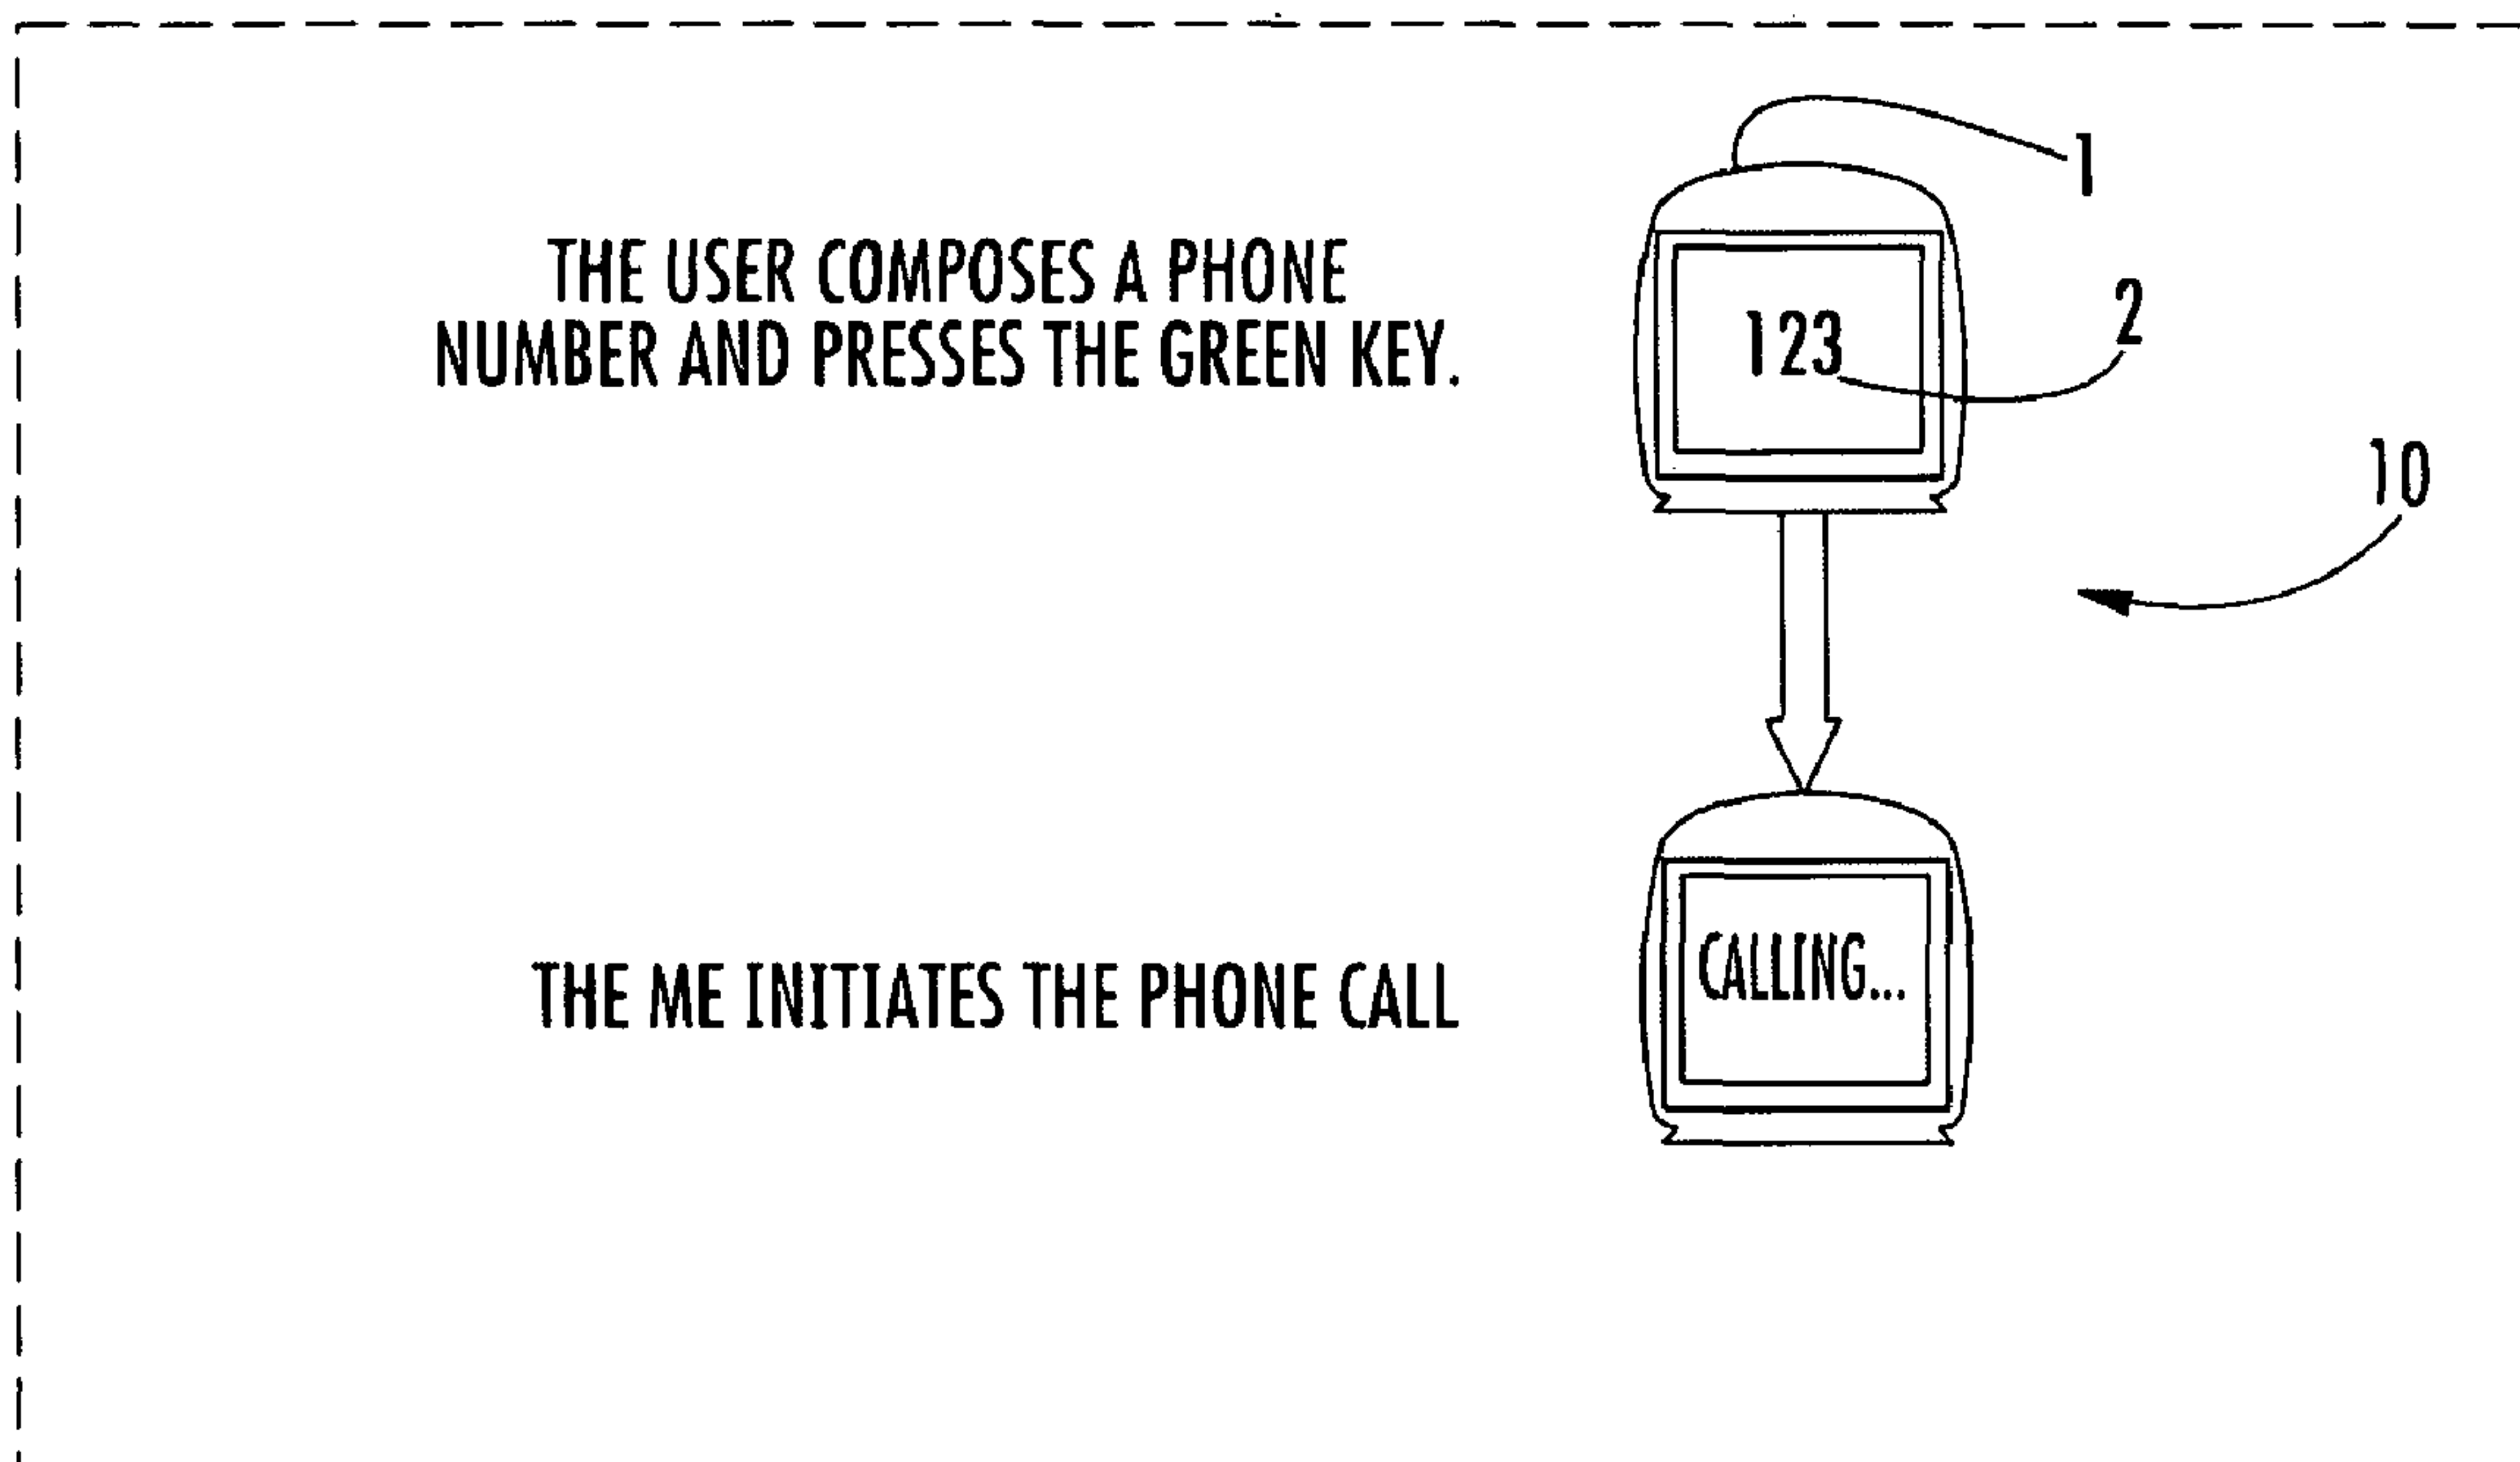 1
THE USER COMPOSES A PHONE
NUMBER AND PRESSES THE GREEN KEY.
123
2
10
THE ME INITIATES THE PHONE CALL
CALLING...